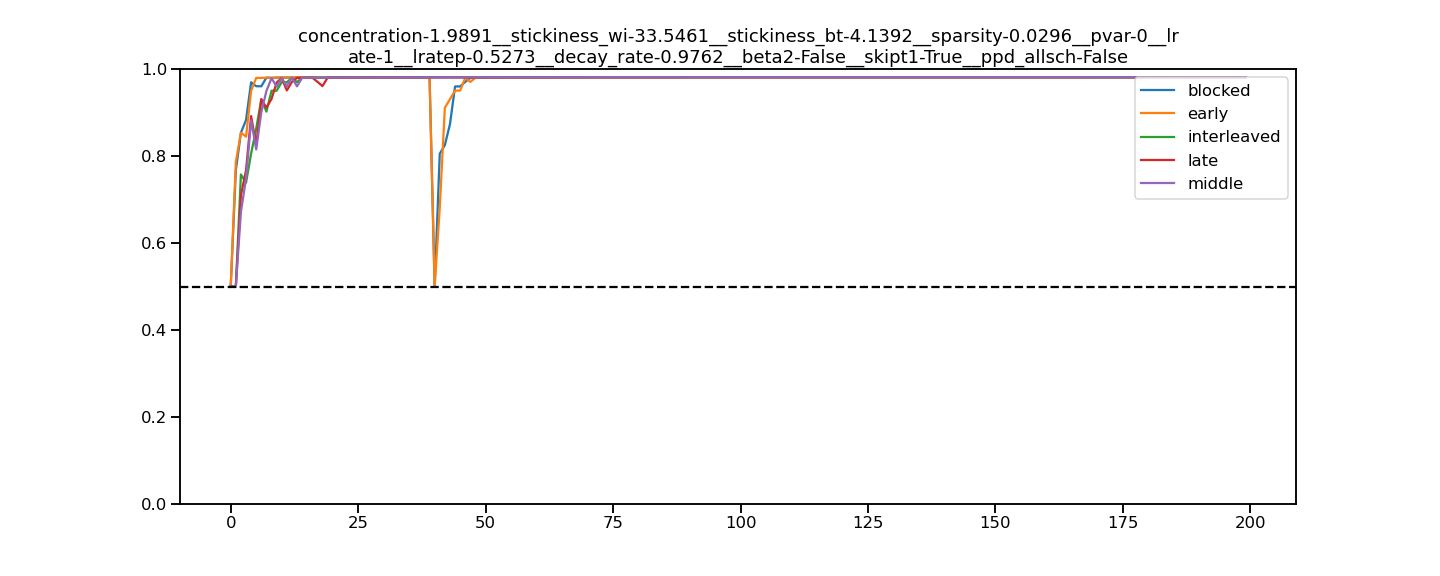 concentration-1.9891__stickiness_wi-33.5461__stickiness_bt-4.1392__sparsity-0.0296__pvar-0__lr
ate-1__lratep-0.5273__decay_rate-0.9762__beta2-False__skipt1-True__ppd_allsch-False
1.0
0.8
0.6
0.4
0.2
0.0
blocked
early
interleaved
late
middle
0 25 50 75 100 125 150 175 200